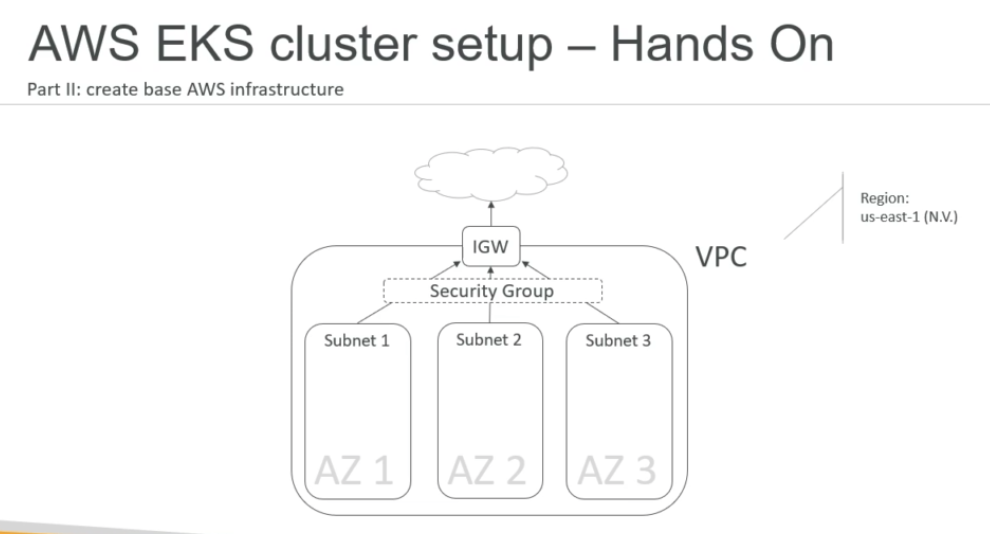 AWS EKS cluster setup – Hands On
Part II: create base AWS infrastructure
Region:
us-east-1 (N.V.)
IGW
VPC
Security Group
Subnet 1
Subnet 2
Subnet 3
AZ 1
AZ 2
AZ 3